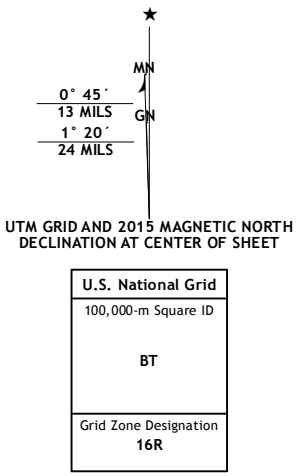 MN
0° 45´
13 MILS
GN
1° 20´
24 MILS
UTM GRID AND 2015 MAGNETIC NORTH
DECLINATION AT CENTER OF SHEET
U.S. National Grid
100,000-m Square ID
BT
Grid Zone Designation
16R